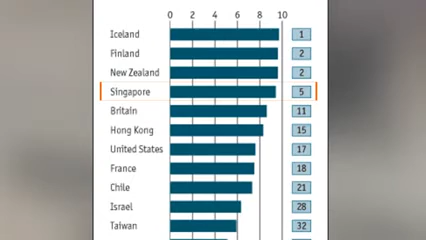 0 2 4 6 8 10
Iceland 1
Finland 2
New Zealand 2
Singapore 5
Britain 11
Hong Kong 15
United States 17
France 18
Chile 21
Israel 28
Taiwan 32